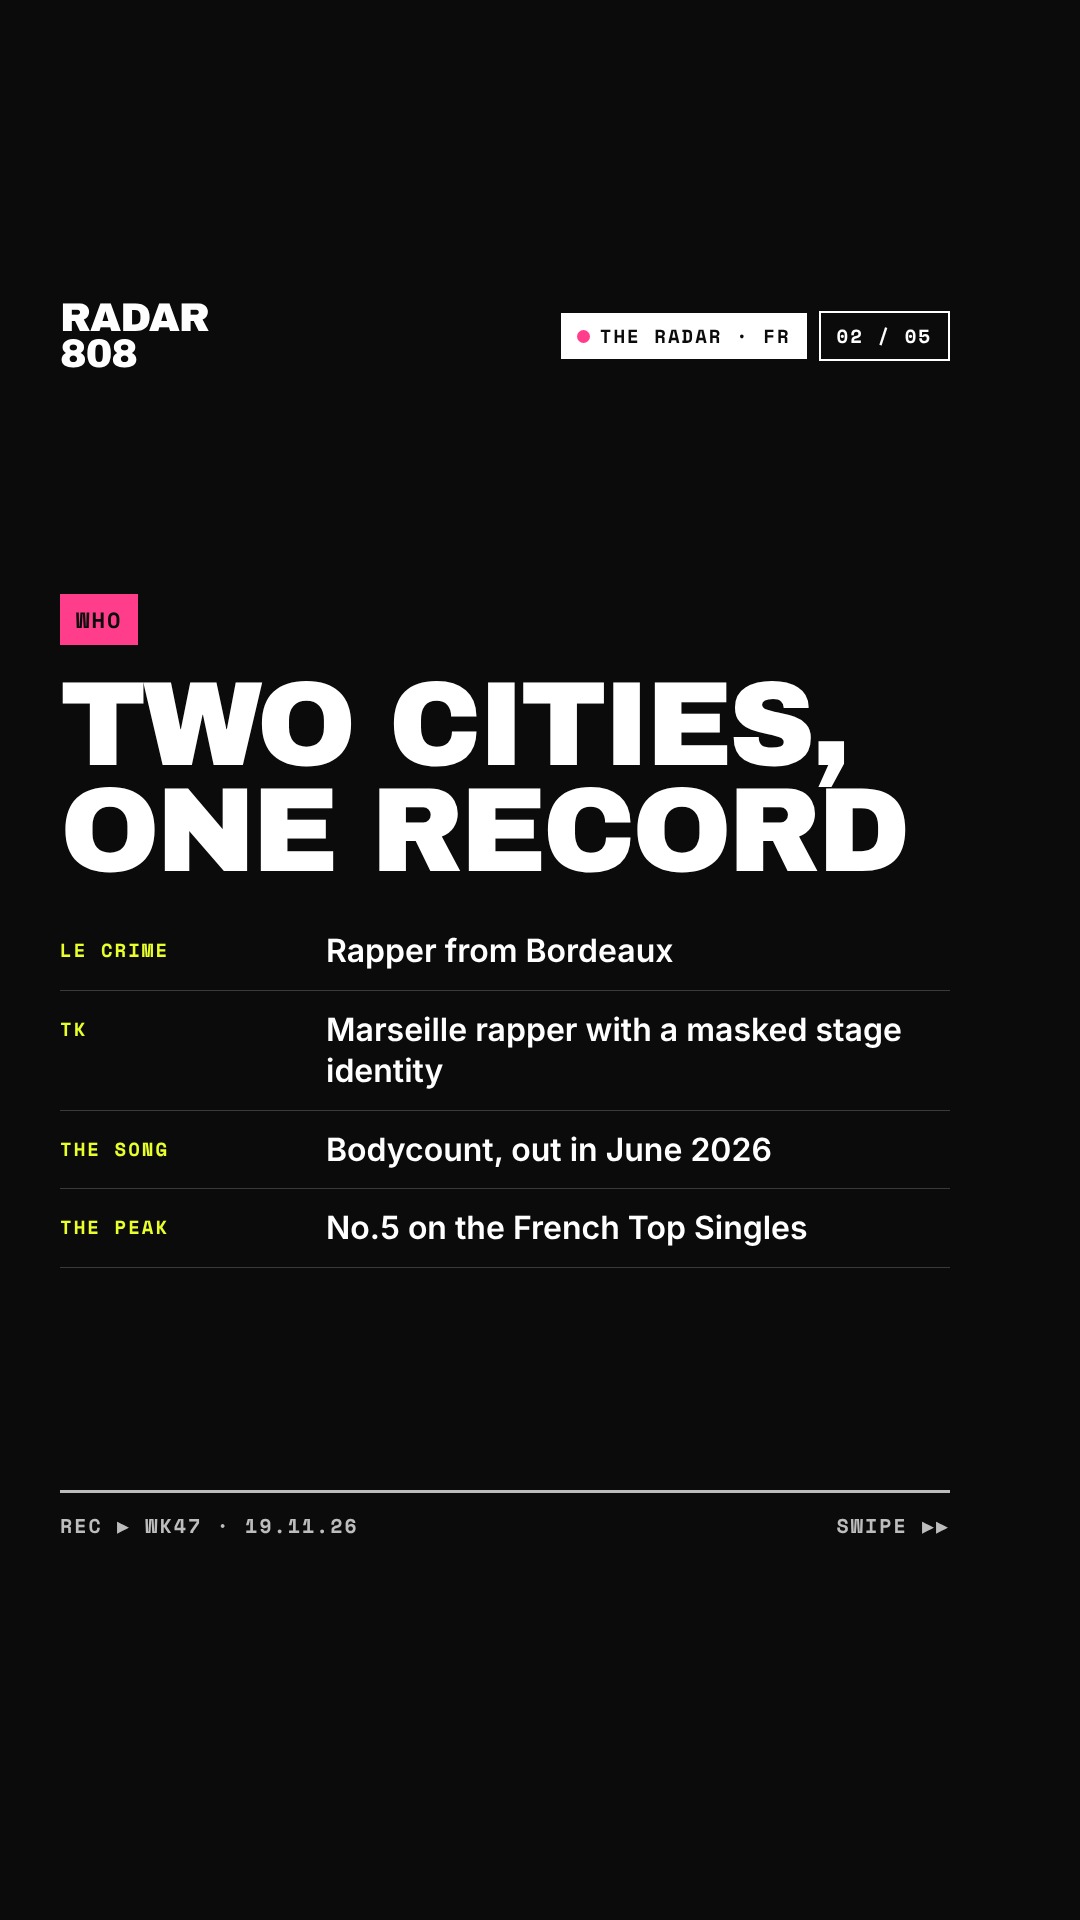 RADAR
808
THE RADAR · FR
02 / 05
WHO
TWO CITIES,
ONE RECORD
LE CRIME
Rapper from Bordeaux
TK
Marseille rapper with a masked stage
identity
THE SONG
Bodycount, out in June 2026
THE PEAK
No.5 on the French Top Singles
REC ▶ WK47 · 19.11.26
SWIPE ▶▶